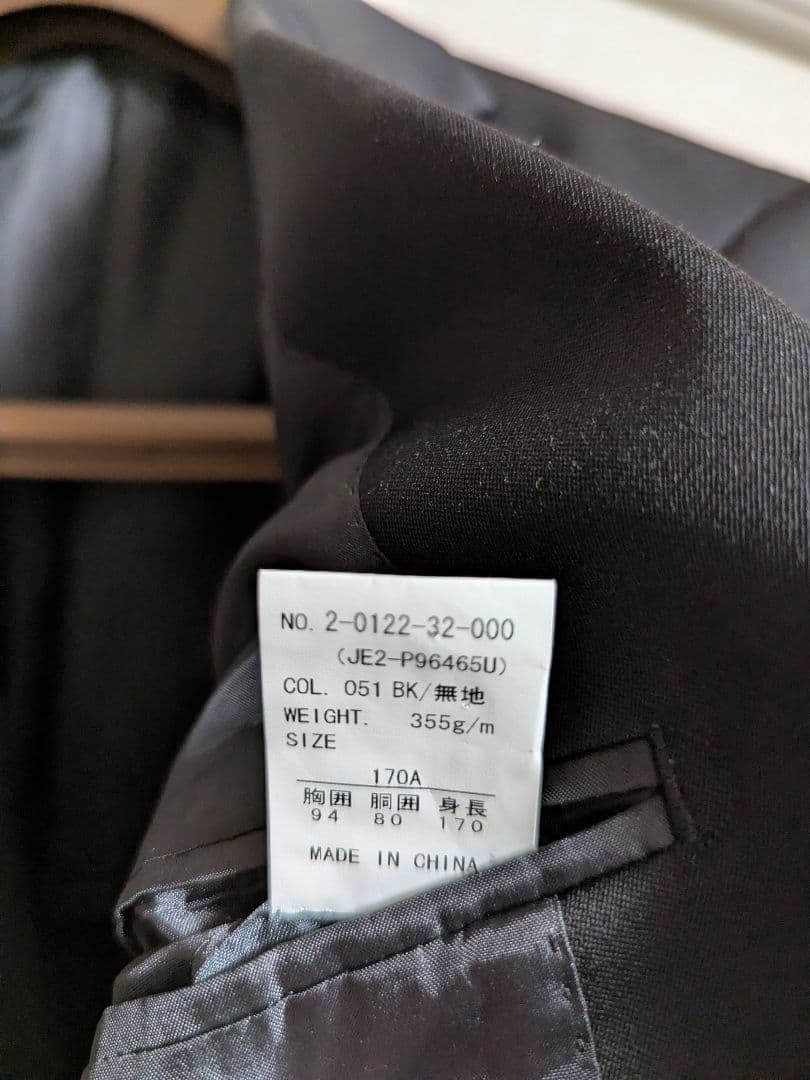 NO. 2-0122-32-000
(JE2-P96465U)
COL. 051 BK/無地
WEIGHT. 355g/m
SIZE
170A
胸囲 胴囲 身長
94 80 170
MADE IN CHINA